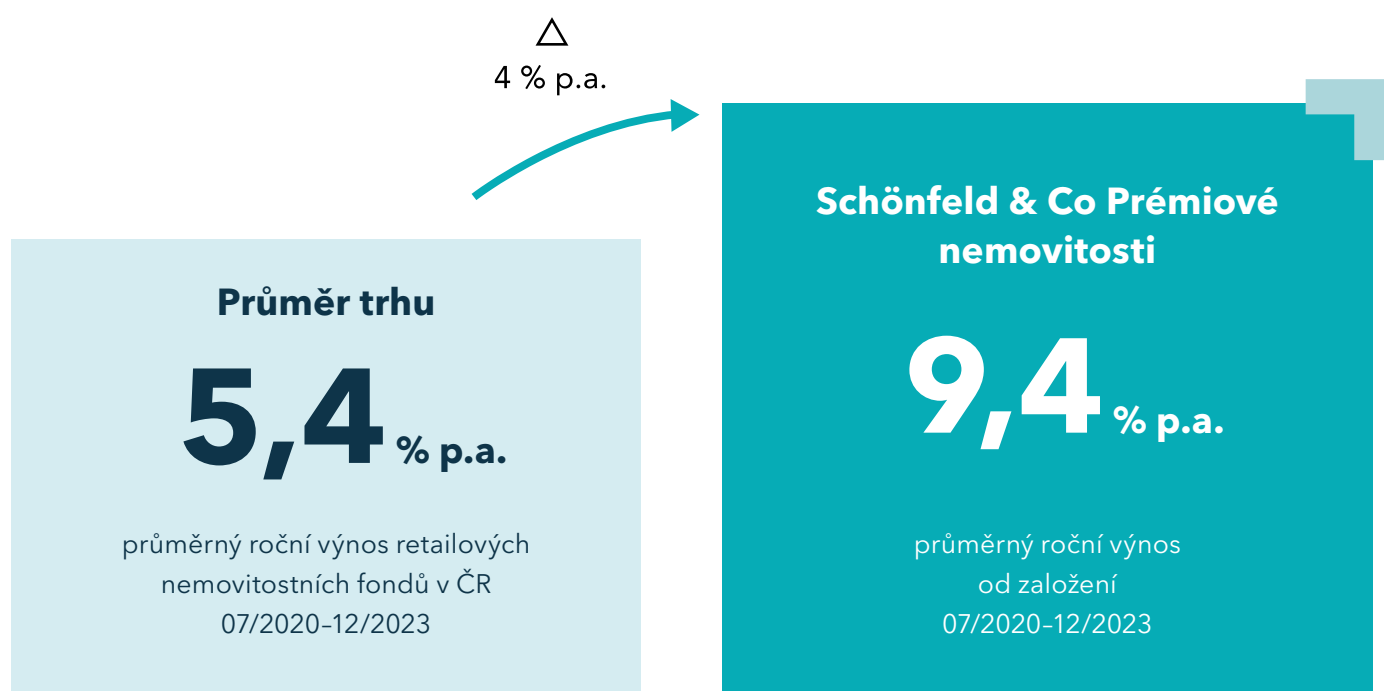 △
4 % p.a.
Průměr trhu
5,4 % p.a.
průměrný roční výnos retailových
nemovitostních fondů v ČR
07/2020–12/2023
Schönfeld & Co Prémiové
nemovitosti
9,4 % p.a.
průměrný roční výnos
od založení
07/2020–12/2023